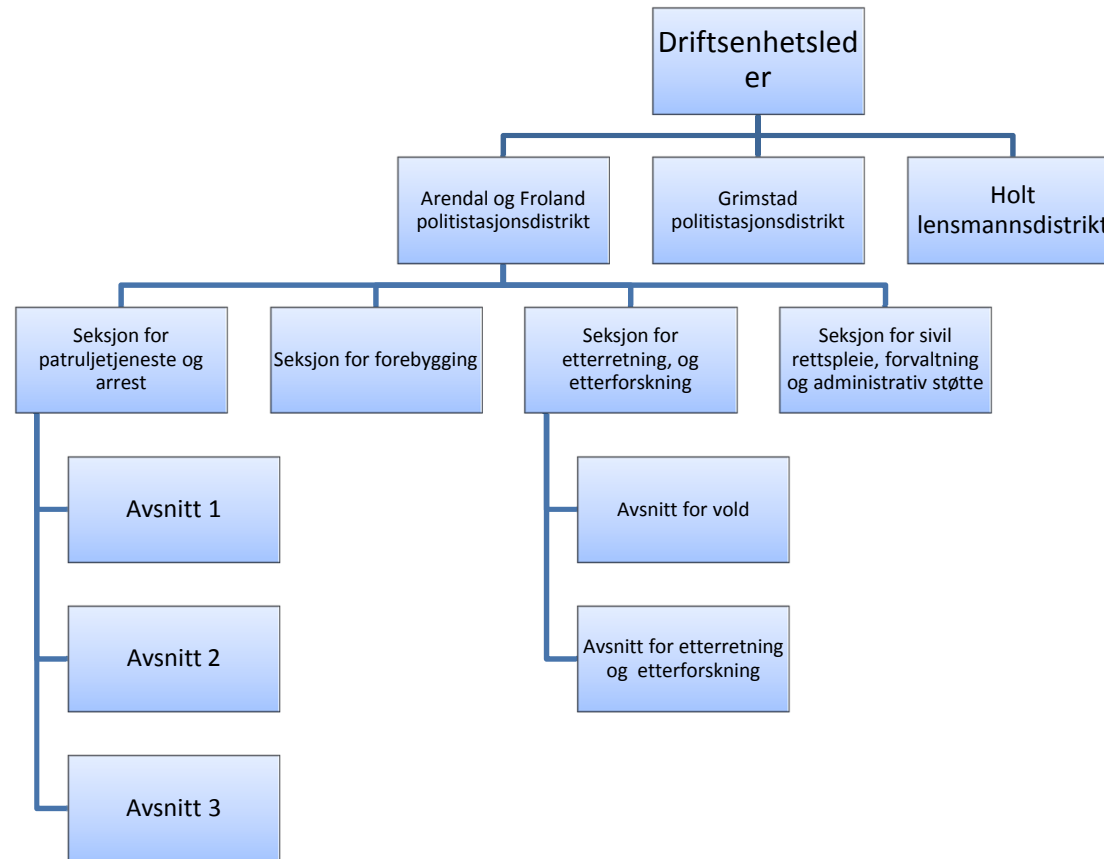 Driftsenhetsled
er
Arendal og Froland
politistasjonsdistrikt
Grimstad
politistasjonsdistrikt
Holt
lensmannsdistrikt
Seksjon for
patruljetjeneste og
arrest
Seksjon for forebygging
Seksjon for
etterretning, og
etterforskning
Seksjon for sivil
rettspleie, forvaltning
og administrativ støtte
Avsnitt 1
Avsnitt for vold
Avsnitt 2
Avsnitt for etterretning
og etterforskning
Avsnitt 3